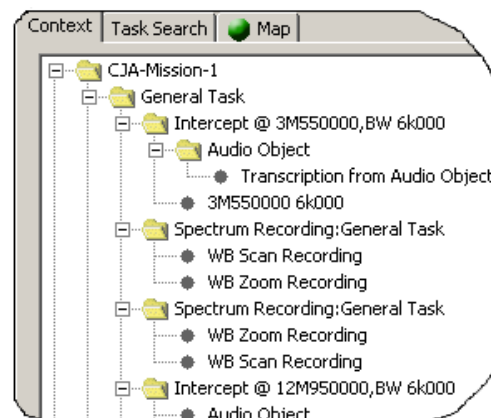 Context Task Search Map
CJA-Mission-1
General Task
Intercept @ 3M550000,BW 6k000
Audio Object
Transcription from Audio Object
3M550000 6k000
Spectrum Recording:General Task
WB Scan Recording
WB Zoom Recording
Spectrum Recording:General Task
WB Zoom Recording
WB Scan Recording
Intercept @ 12M950000,BW 6k000
Audio Object